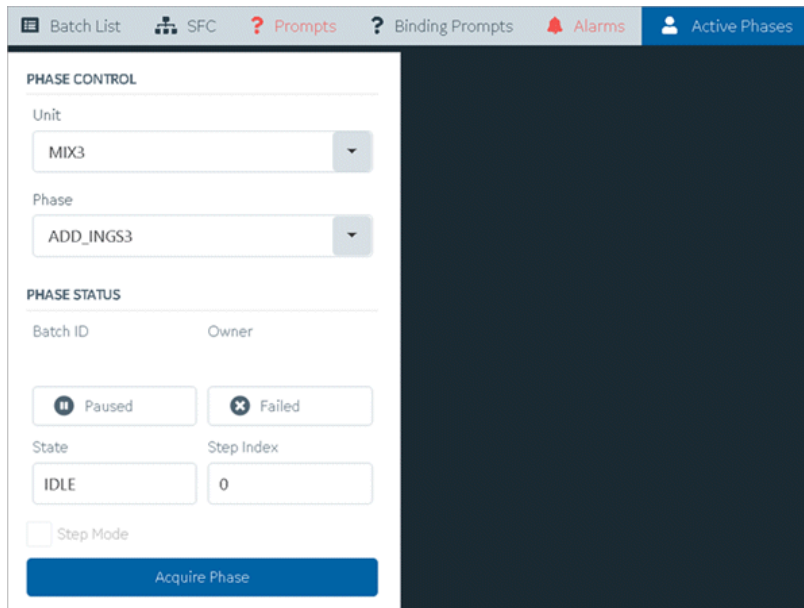 Batch List SFC ? Prompts ? Binding Prompts Alarms Active Phases
PHASE CONTROL
Unit
MIX3
Phase
ADD_INGS3
PHASE STATUS
Batch ID Owner
Paused Failed
State Step Index
IDLE 0
Step Mode
Acquire Phase